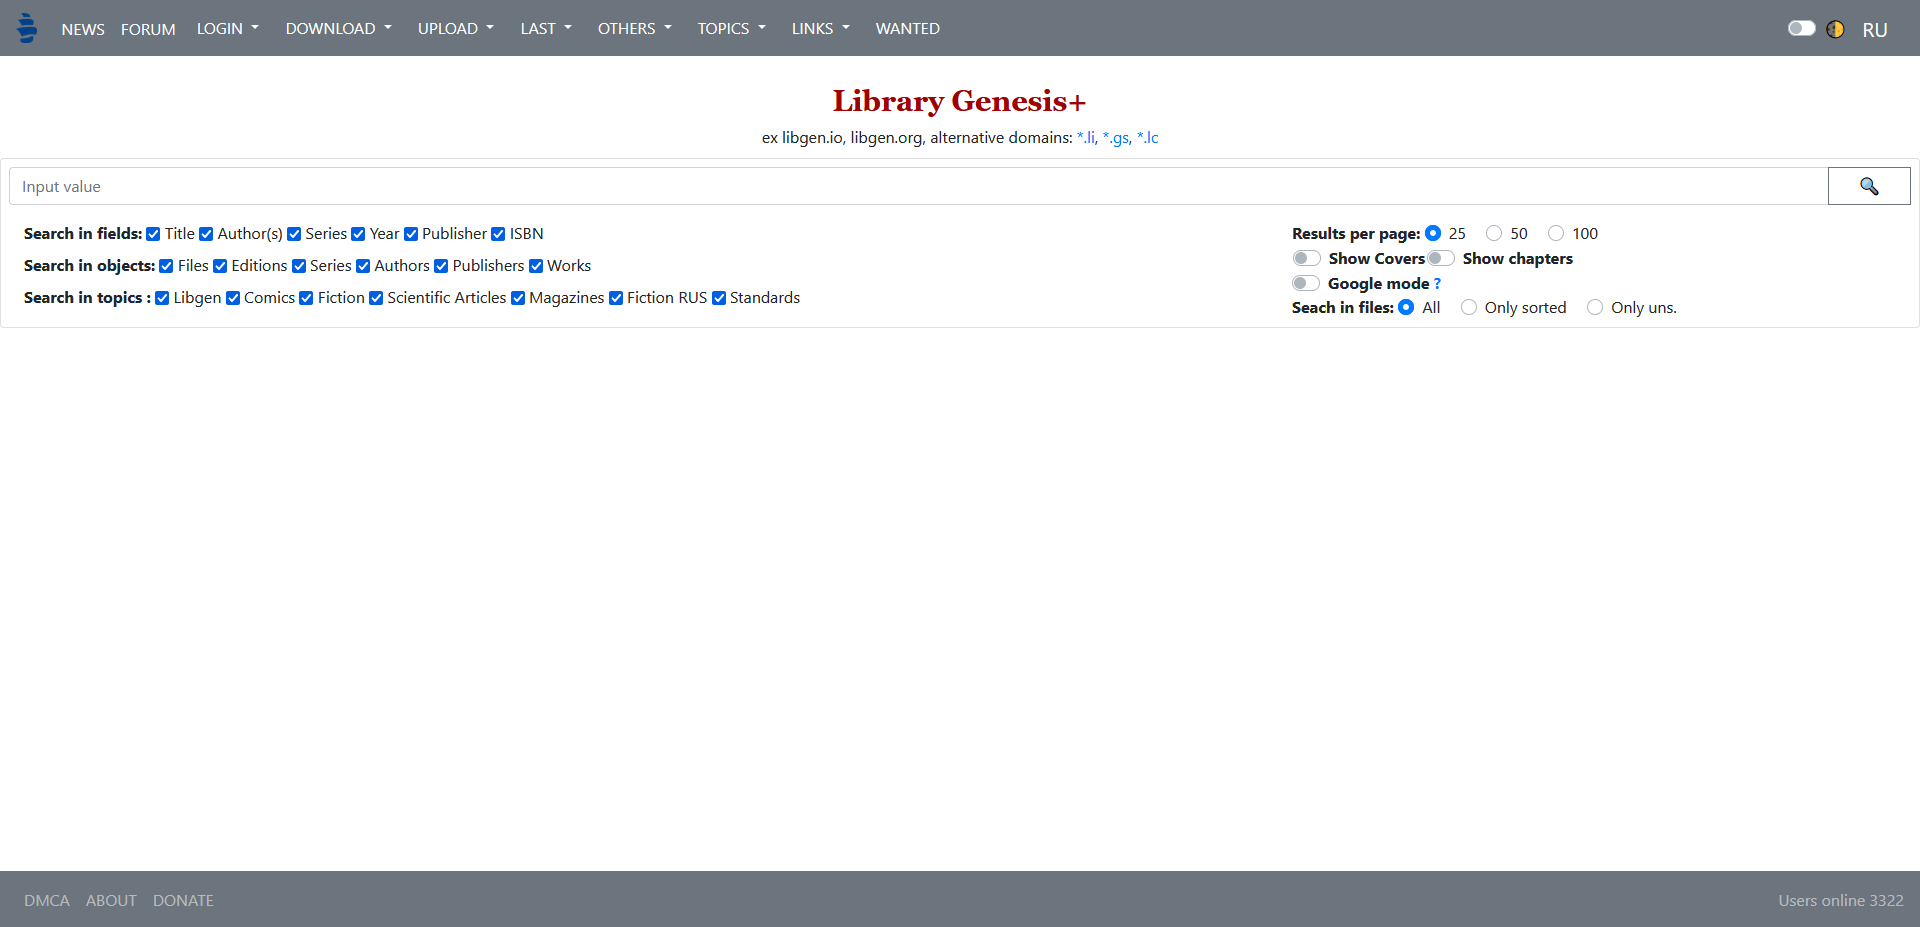 NEWS FORUM LOGIN DOWNLOAD UPLOAD LAST OTHERS TOPICS LINKS WANTED RU
Library Genesis+
ex libgen.io, libgen.org, alternative domains: *.li, *.gs, *.lc
Input value
Search in fields: Title Author(s) Series Year Publisher ISBN
Search in objects: Files Editions Series Authors Publishers Works
Search in topics : Libgen Comics Fiction Scientific Articles Magazines Fiction RUS Standards
Results per page: 25 50 100
Show Covers Show chapters
Google mode ?
Seach in files: All Only sorted Only uns.
DMCA ABOUT DONATE
Users online 3322